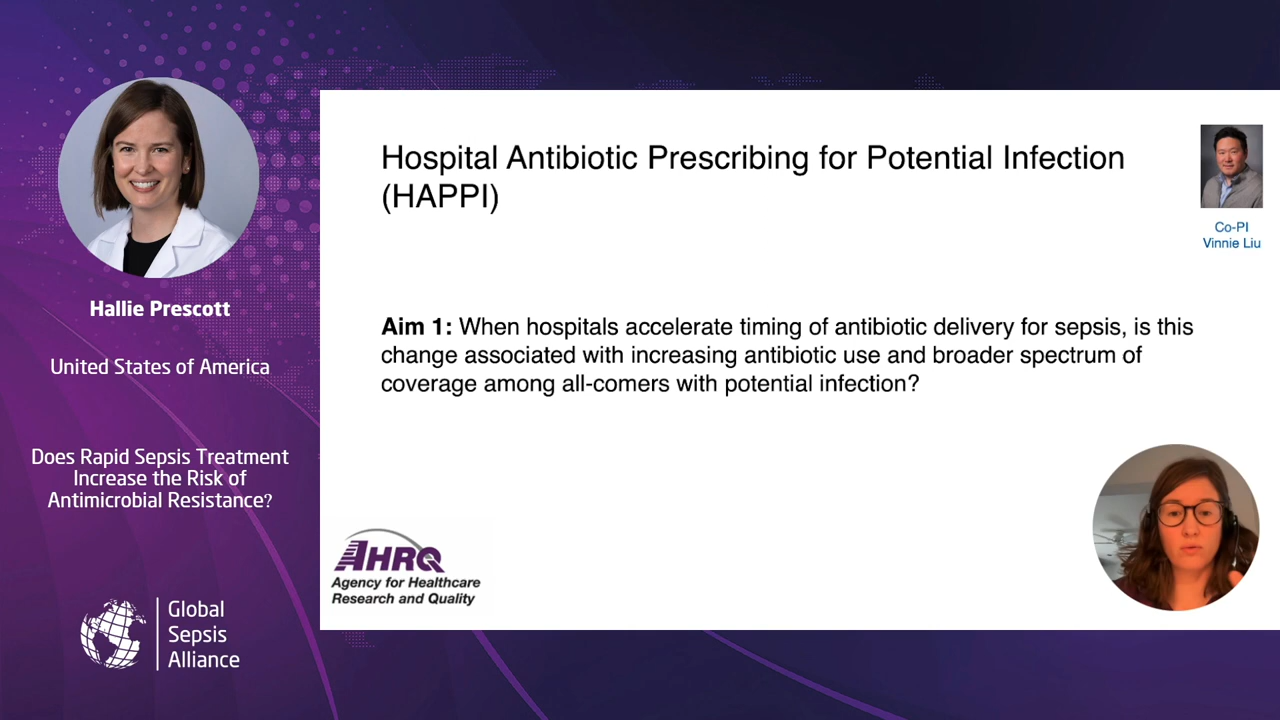 Hallie Prescott
United States of America
Does Rapid Sepsis Treatment
Increase the Risk of
Antimicrobial Resistance?
Global
Sepsis
Alliance
Hospital Antibiotic Prescribing for Potential Infection
(HAPPI)
Co-PI
Vinnie Liu
Aim 1: When hospitals accelerate timing of antibiotic delivery for sepsis, is this
change associated with increasing antibiotic use and broader spectrum of
coverage among all-comers with potential infection?
AHRQ
Agency for Healthcare
Research and Quality